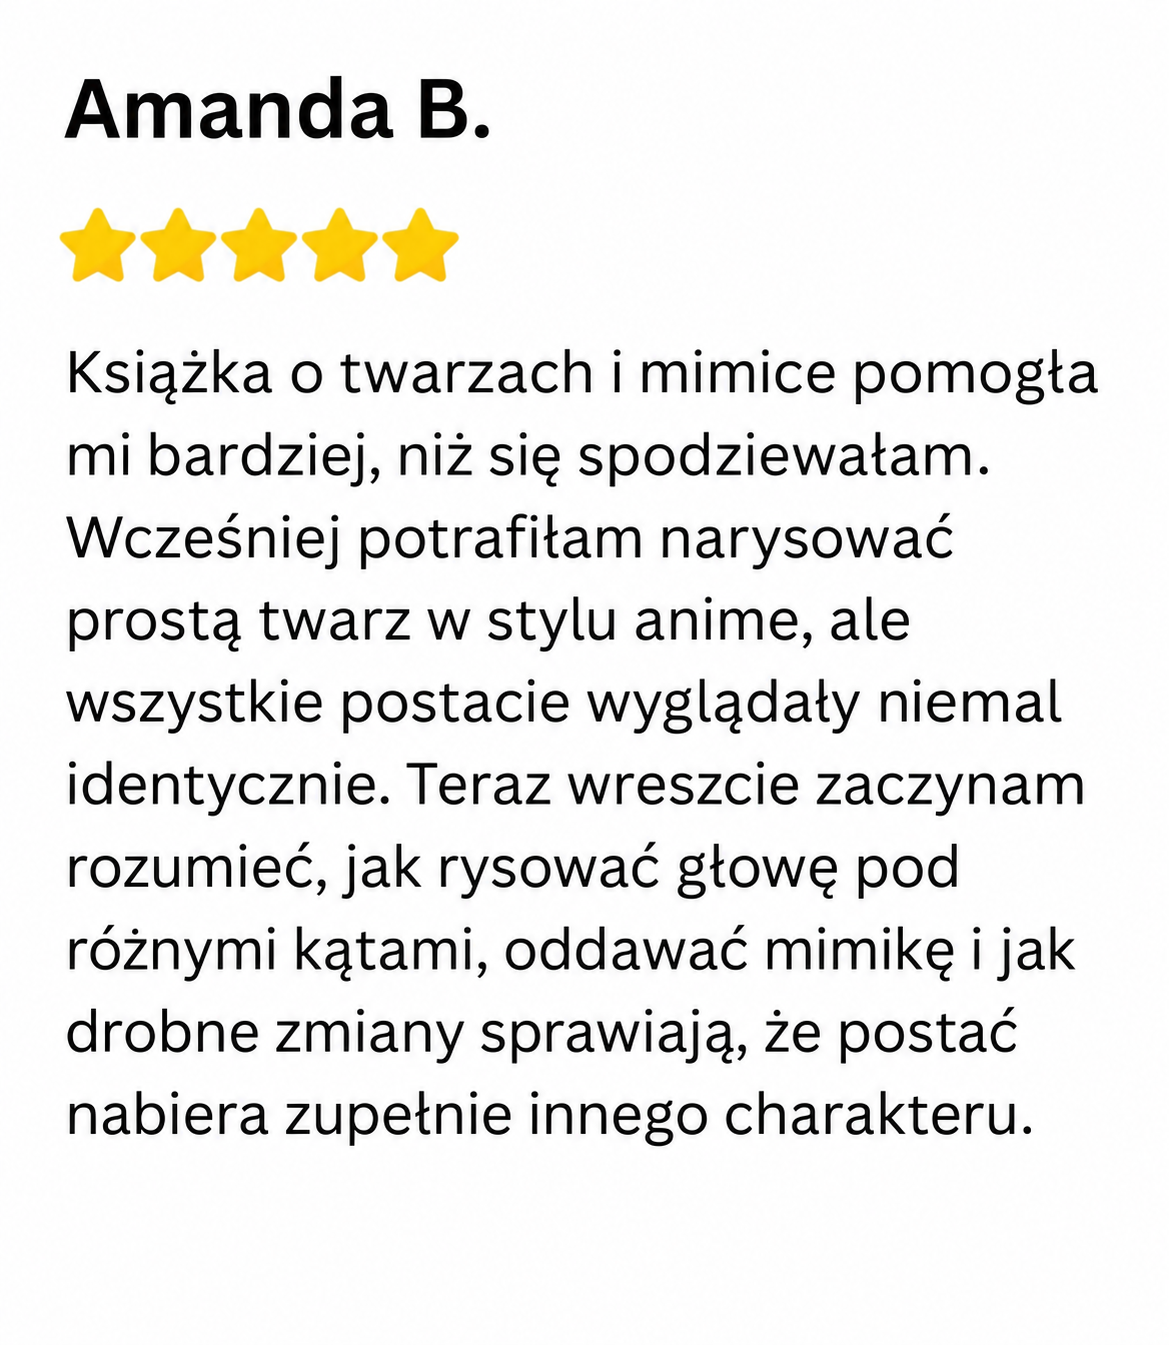 Amanda B.
Książka o twarzach i mimice pomogła
mi bardziej, niż się spodziewałam.
Wcześniej potrafiłam narysować
prostą twarz w stylu anime, ale
wszystkie postacie wyglądały niemal
identycznie. Teraz wreszcie zaczynam
rozumieć, jak rysować głowę pod
różnymi kątami, oddawać mimikę i jak
drobne zmiany sprawiają, że postać
nabiera zupełnie innego charakteru.